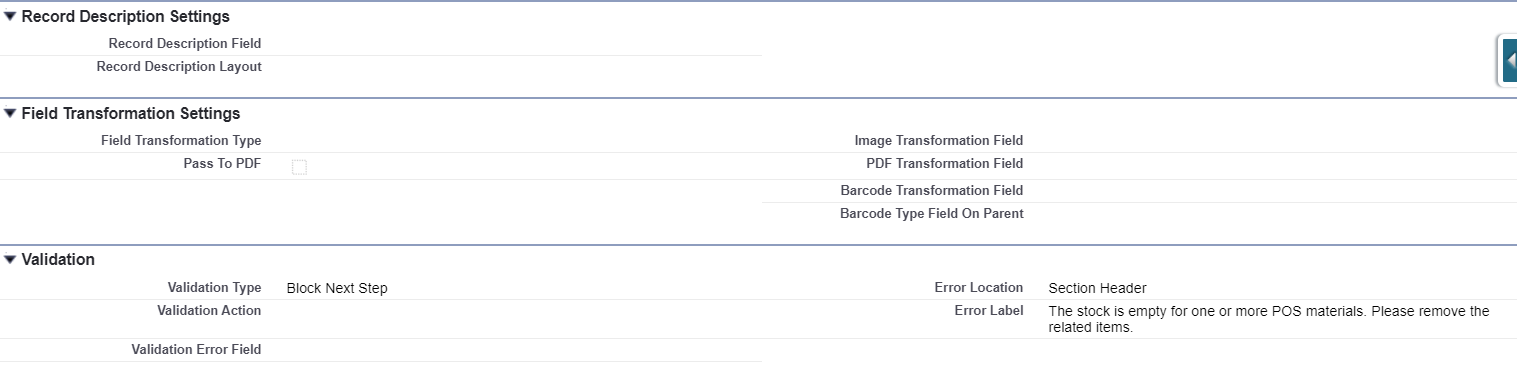 Record Description Settings
Record Description Field
Record Description Layout
Field Transformation Settings
Field Transformation Type
Image Transformation Field
Pass To PDF
PDF Transformation Field
Barcode Transformation Field
Barcode Type Field On Parent
Validation
Validation Type Block Next Step
Error Location Section Header
Validation Action
Error Label The stock is empty for one or more POS materials. Please remove the
related items.
Validation Error Field